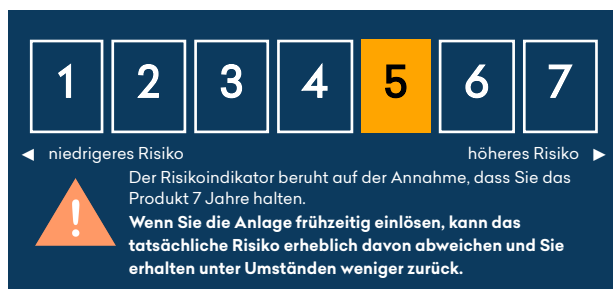 1 2 3 4 5 6 7
◄ niedrigeres Risiko höheres Risiko ►
Der Risikoindikator beruht auf der Annahme, dass Sie das
Produkt 7 Jahre halten.
!
Wenn Sie die Anlage frühzeitig einlösen, kann das
tatsächliche Risiko erheblich davon abweichen und Sie
erhalten unter Umständen weniger zurück.